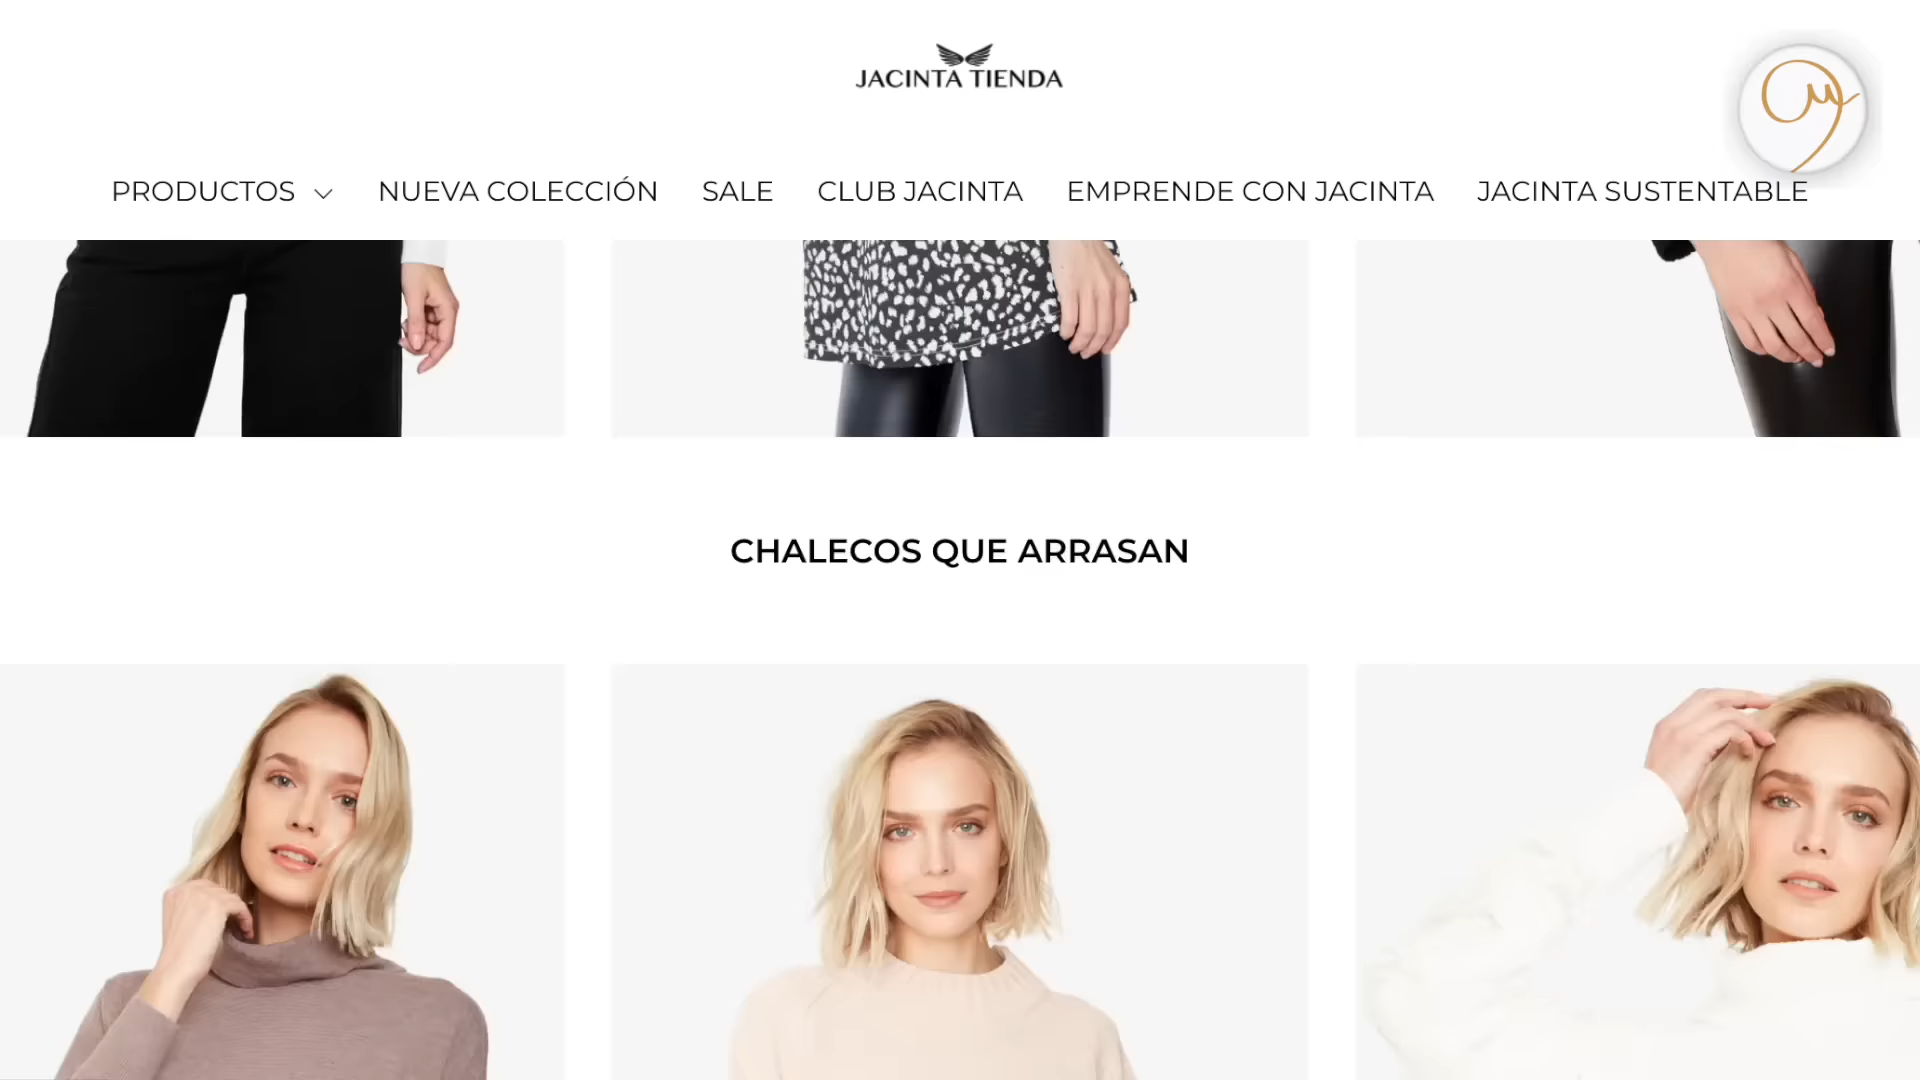 JACINTA TIENDA
PRODUCTOS NUEVA COLECCIÓN SALE CLUB JACINTA EMPRENDE CON JACINTA JACINTA SUSTENTABLE
CHALECOS QUE ARRASAN